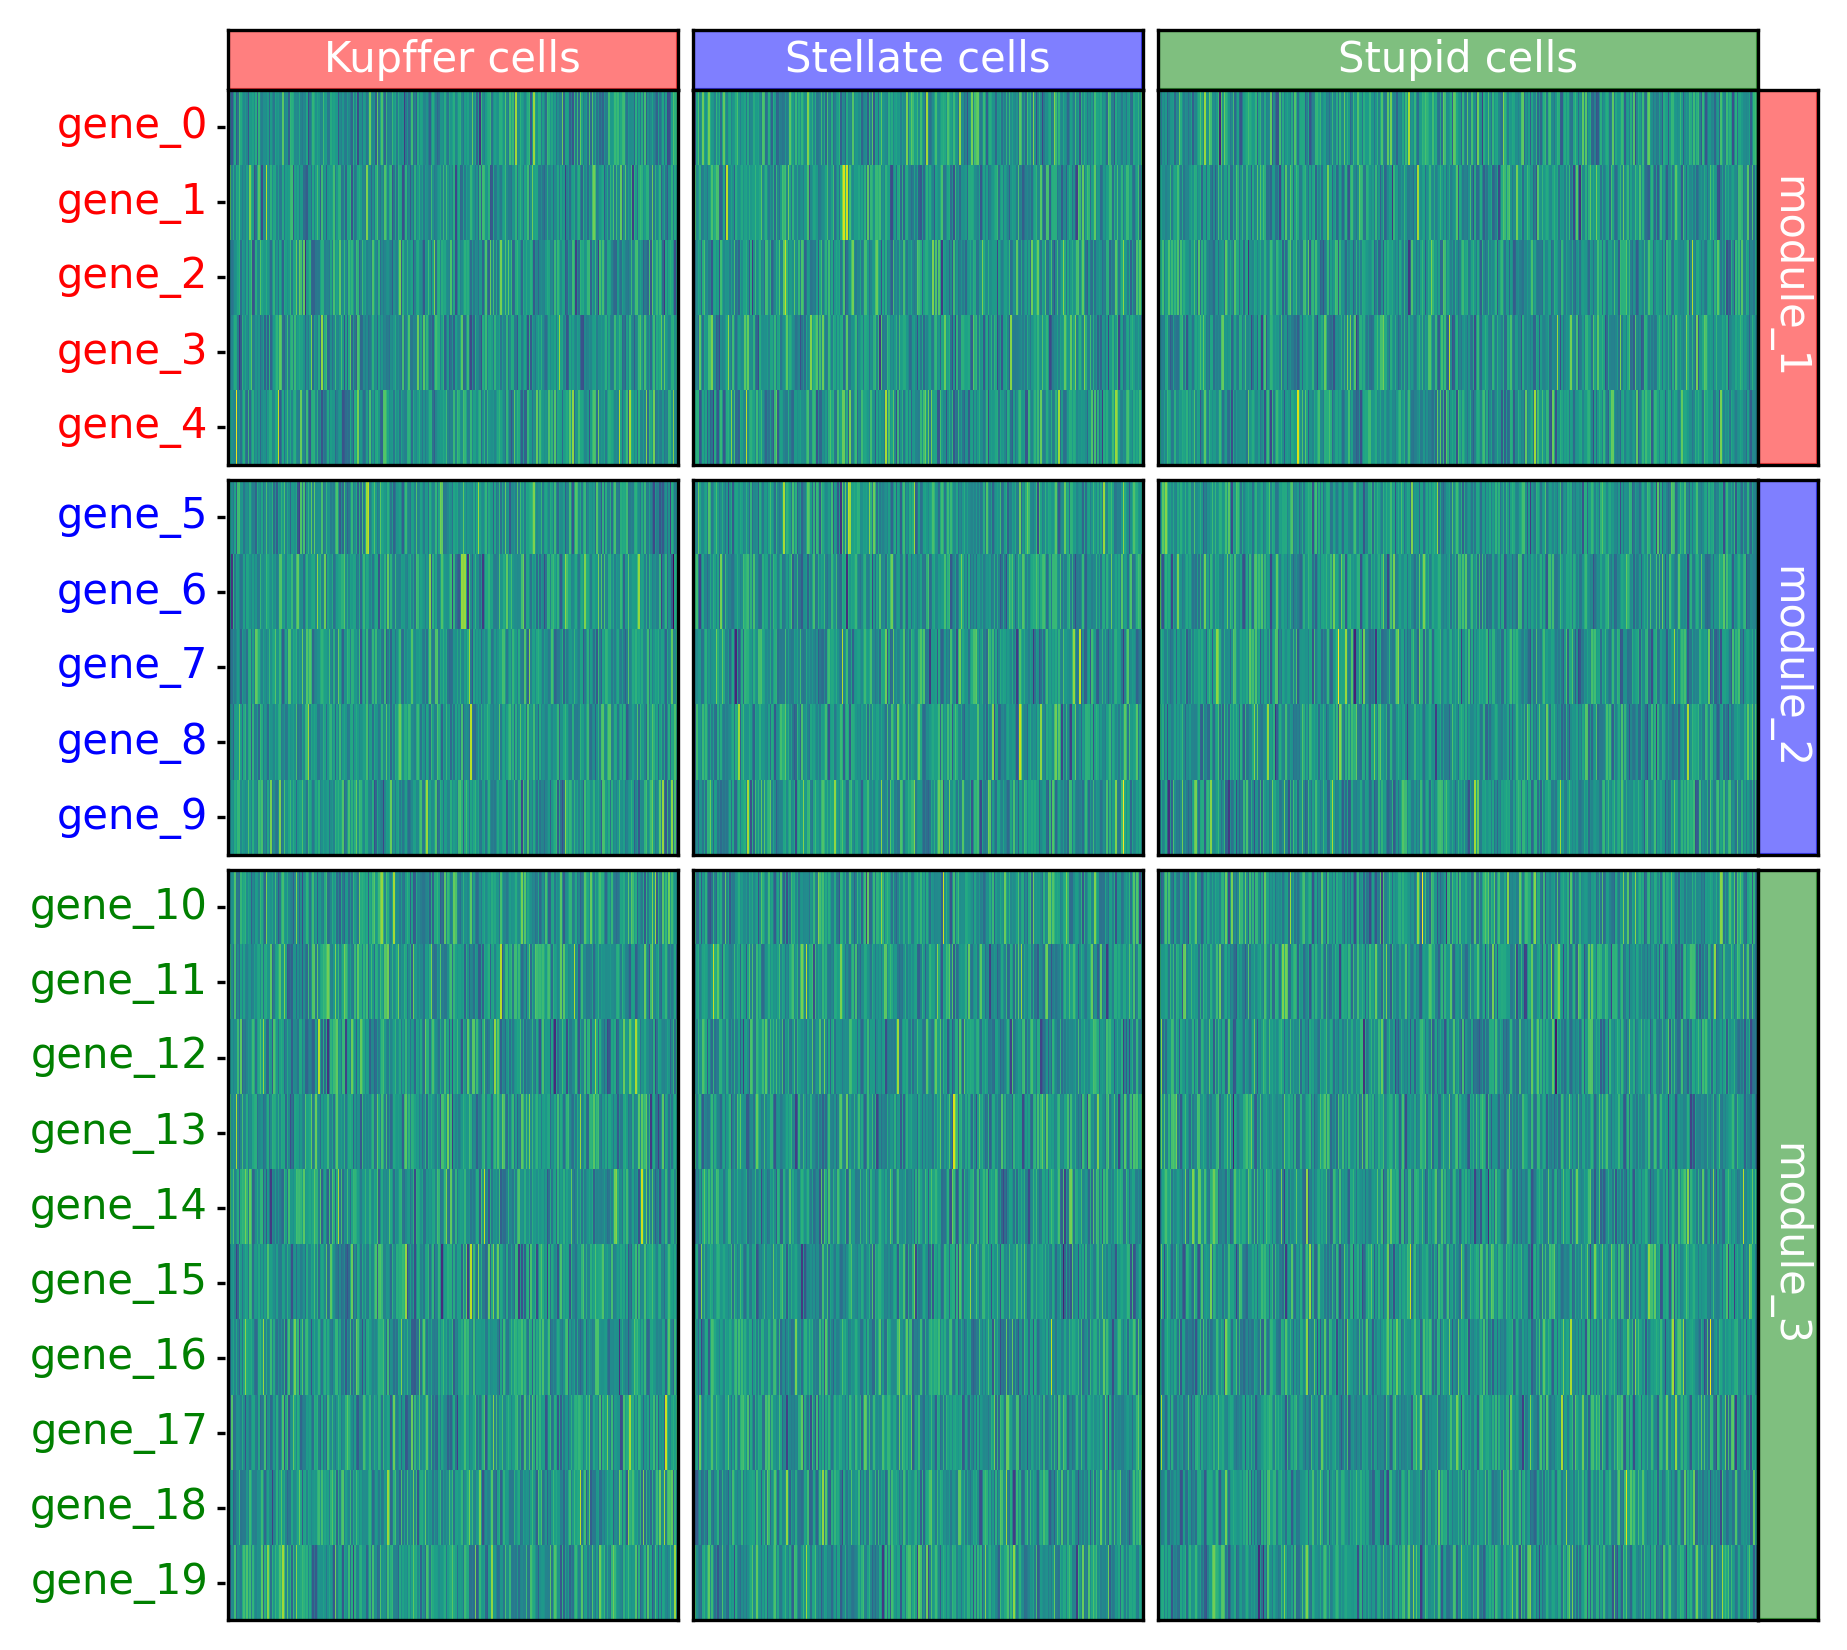 Kupffer cells
Stellate cells
Stupid cells
gene_0
gene_1
gene_2
gene_3
gene_4
module_1
gene_5
gene_6
gene_7
gene_8
gene_9
module_2
gene_10
gene_11
gene_12
gene_13
gene_14
gene_15
gene_16
gene_17
gene_18
gene_19
module_3